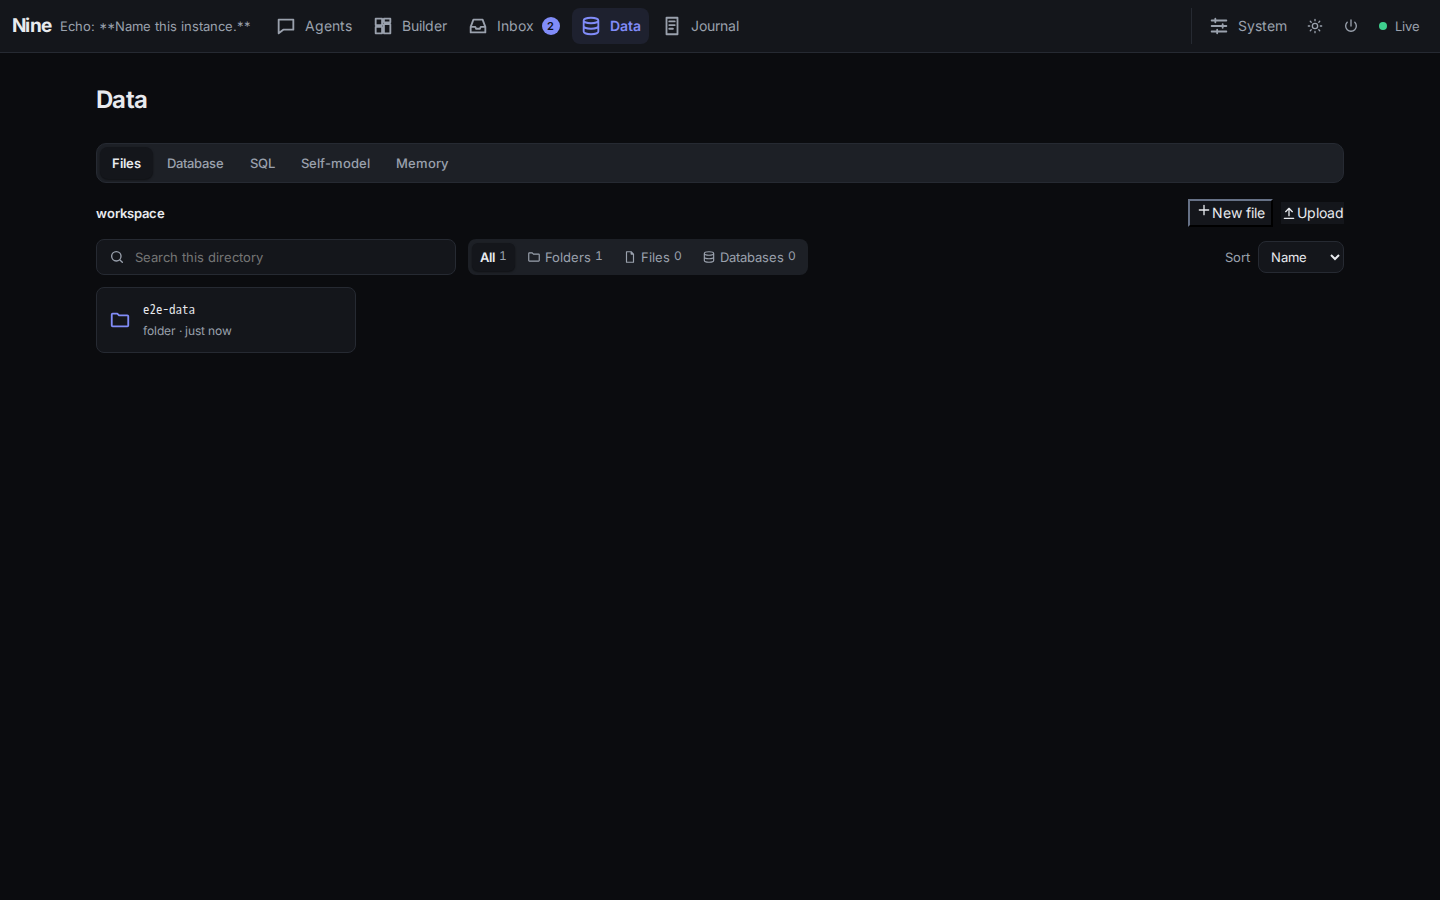 Nine Echo: **Name this instance.** Agents Builder Inbox 2 Data Journal System Live
Data
Files Database SQL Self-model Memory
workspace New file Upload
Search this directory All 1 Folders 1 Files 0 Databases 0 Sort Name
e2e-data
folder · just now